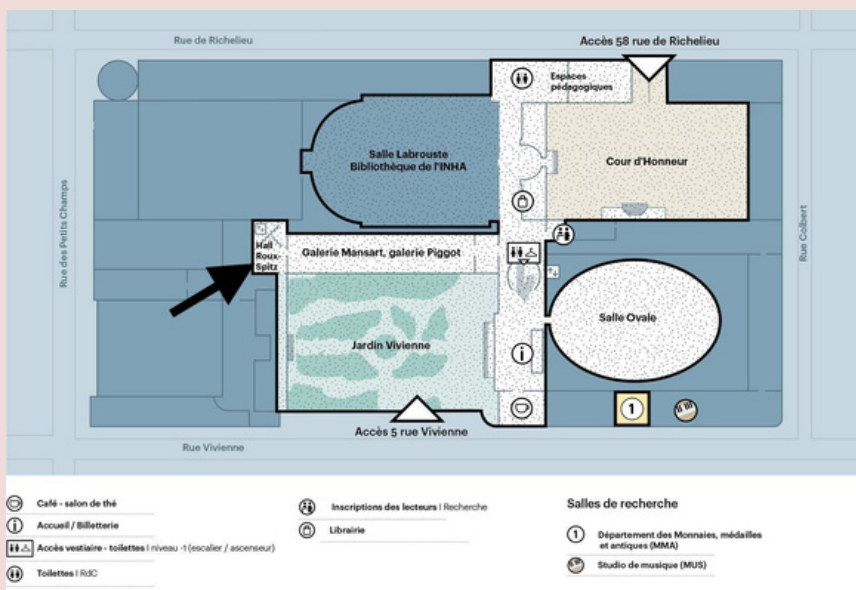 Rue de Richelieu
Accès 58 rue de Richelieu
Espaces
pédagogiques
Salle Labrouste
Bibliothèque de l'INHA
Cour d'Honneur
Rue des Petits Champs
Rue Colbert
Hall
Roux-
Spitz
Galerie Mansart, galerie Piggot
Salle Ovale
Jardin Vivienne
i
1
Accès 5 rue Vivienne
Rue Vivienne
Café - salon de thé
i
Accueil / Billetterie
Accès vestiaire - toilettes I niveau -1 (escalier / ascenseur)
Toilettes I RdC
Inscriptions des lecteurs I Recherche
Librairie
Salles de recherche
1
Département des Monnaies, médailles
et antiques (MMA)
Studio de musique (MUS)